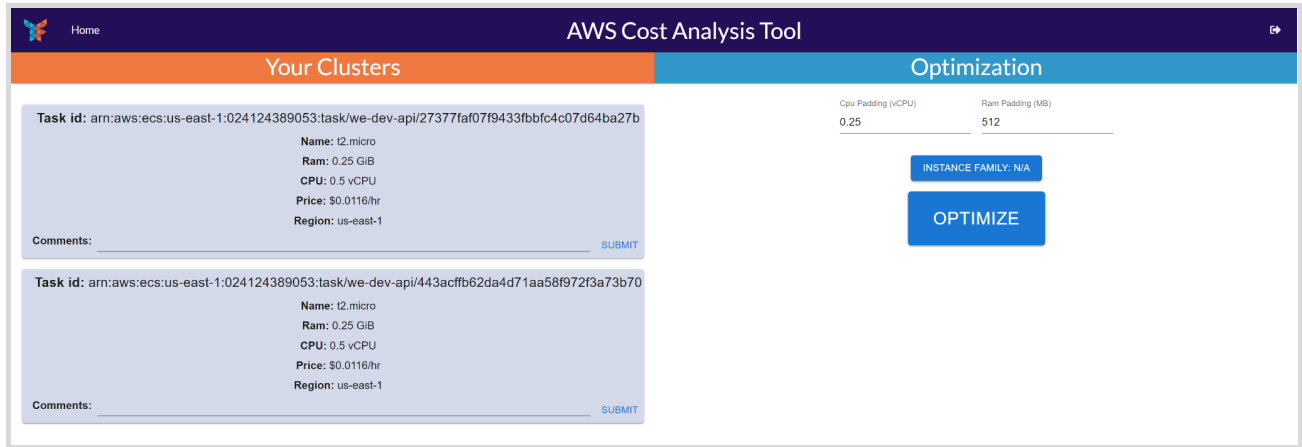 Home
AWS Cost Analysis Tool
Your Clusters
Task id: arn:aws:ecs:us-east-1:024124389053:task/we-dev-api/27377faf07f9433fbbfc4c07d64ba27b
Name: t2.micro
Ram: 0.25 GiB
CPU: 0.5 vCPU
Price: $0.0116/hr
Region: us-east-1
Comments:
SUBMIT
Task id: arn:aws:ecs:us-east-1:024124389053:task/we-dev-api/443acffb62da4d71aa58f972f3a73b70
Name: t2.micro
Ram: 0.25 GiB
CPU: 0.5 vCPU
Price: $0.0116/hr
Region: us-east-1
Comments:
SUBMIT
Optimization
Cpu Padding (vCPU)
0.25
Ram Padding (MB)
512
INSTANCE FAMILY: N/A
OPTIMIZE